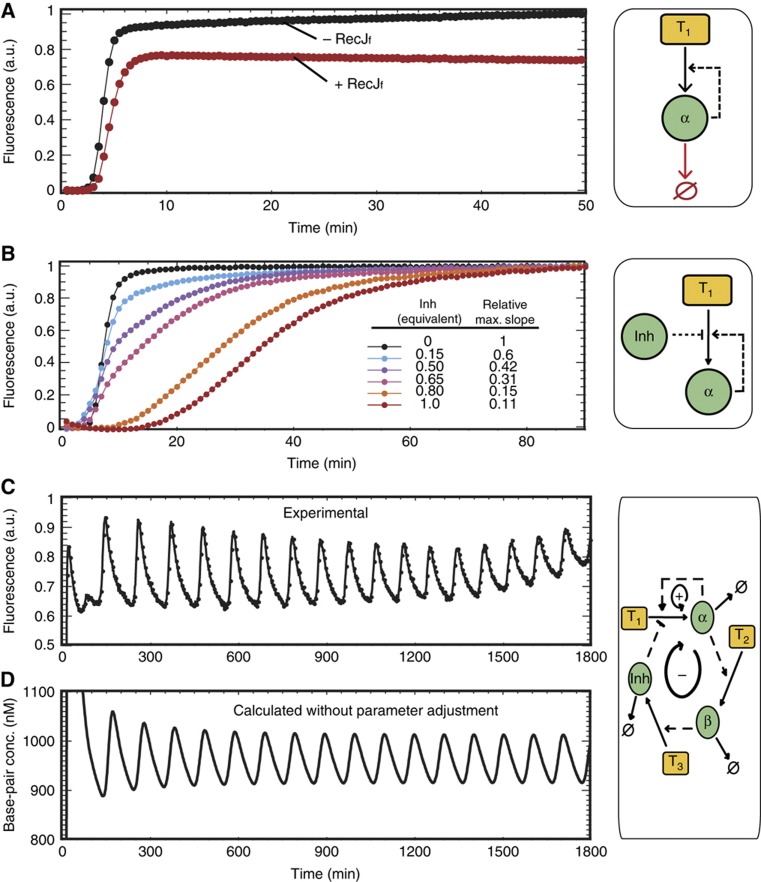 A
Fluorescence (a.u.)
1
0.8
0.6
0.4
0.2
0
– RecJf
+ RecJf
0 10 20 30 40 50
Time (min)
T1
α
∅
B
Fluorescence (a.u.)
1
0.8
0.6
0.4
0.2
0
Inh Relative
(equivalent) max. slope
0 1
0.15 0.6
0.50 0.42
0.65 0.31
0.80 0.15
1.0 0.11
20 40 60 80
0
Time (min)
T1
Inh
α
C
Fluorescence (a.u.)
1
0.9
0.8
0.7
0.6
0.5
Experimental
0 300 600 900 1200 1500 1800
D
Base-pair conc. (nM)
1100
1000
900
800
Calculated without parameter adjustment
0 300 600 900 1200 1500 1800
Time (min)
+
∅
T1
α
T2
Inh
–
β
∅
T3
∅